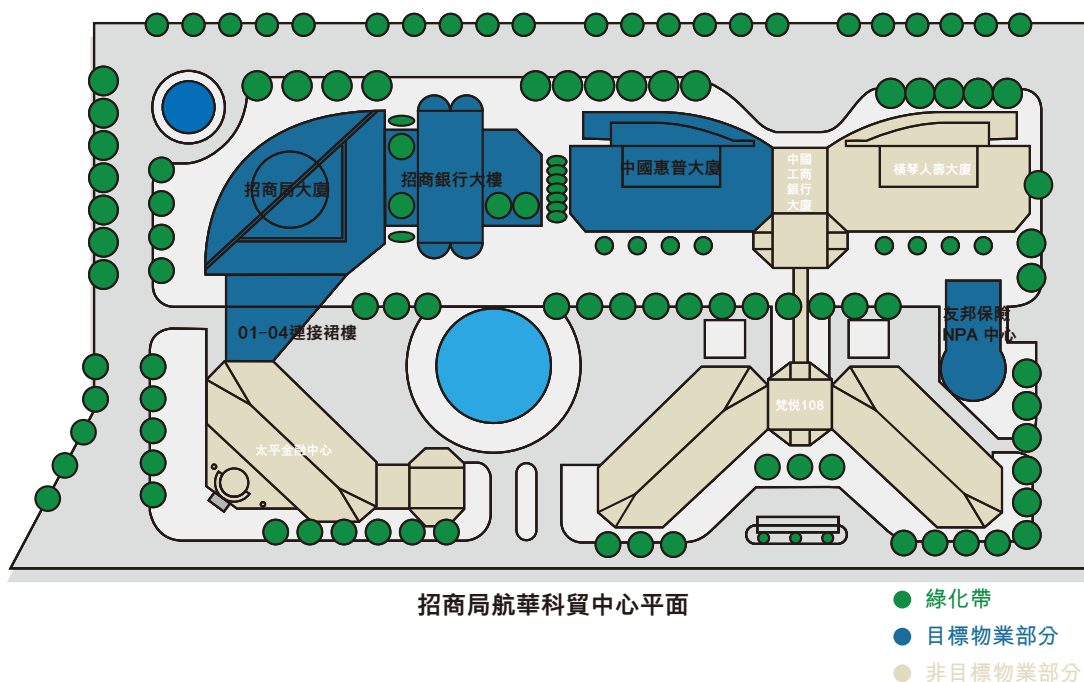 招商局大廈
招商銀行大樓
中國惠普大廈
中國
工商
銀行
大廈
橫琴人壽大廈
01-04連接裙樓
友邦保險
NPA 中心
梵悦108
太平金融中心
招商局航華科貿中心平面
綠化帶
目標物業部分
非目標物業部分